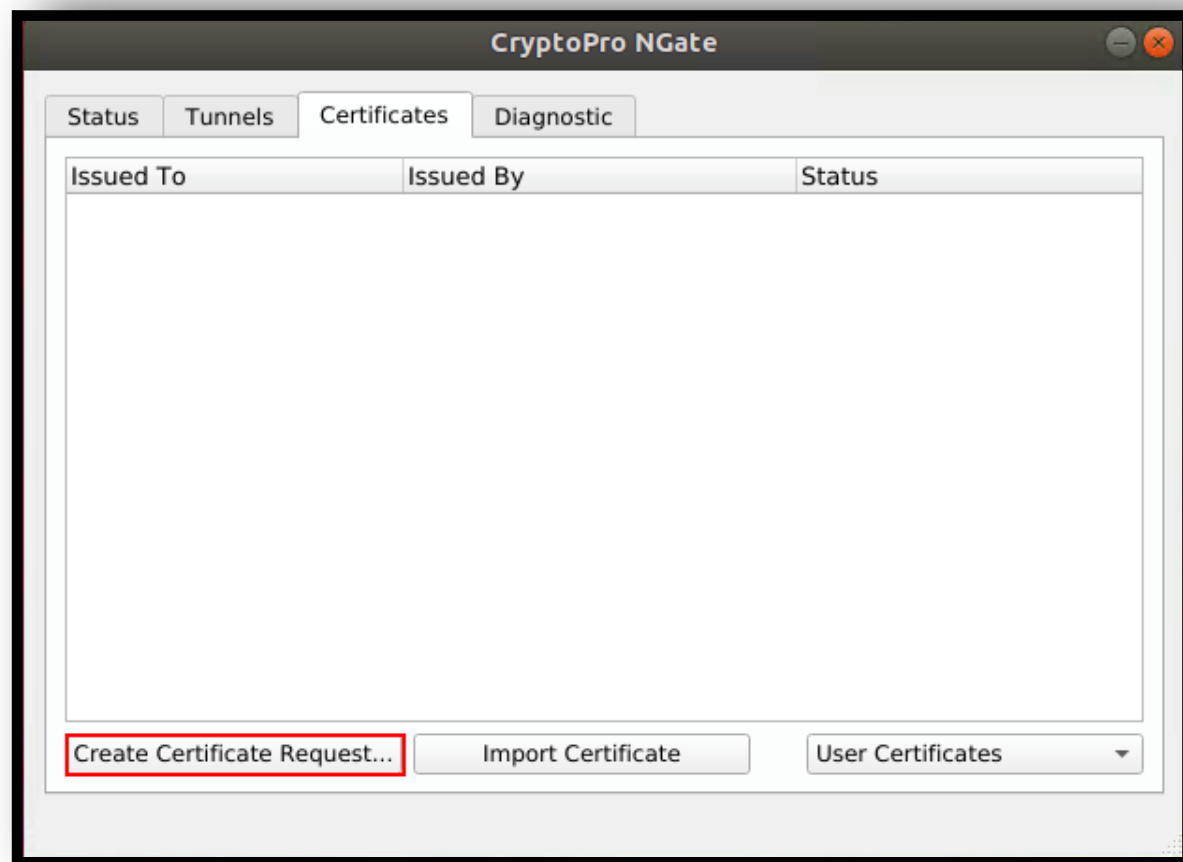 CryptoPro NGate
Status Tunnels Certificates Diagnostic
Issued To Issued By Status
Create Certificate Request... Import Certificate User Certificates